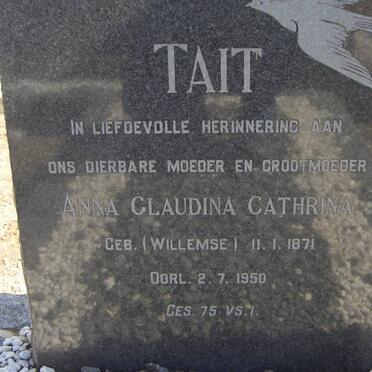 TAIT
IN LIEFDEVOLLE HERINNERING AAN
ONS DIERBARE MOEDER EN GROOTMOEDER
ANNA CLAUDINA CATHRINA
GEB. (WILLEMSE) 11. 1. 1871
OORL. 2. 7. 1950
GES. 75 VS. 1.